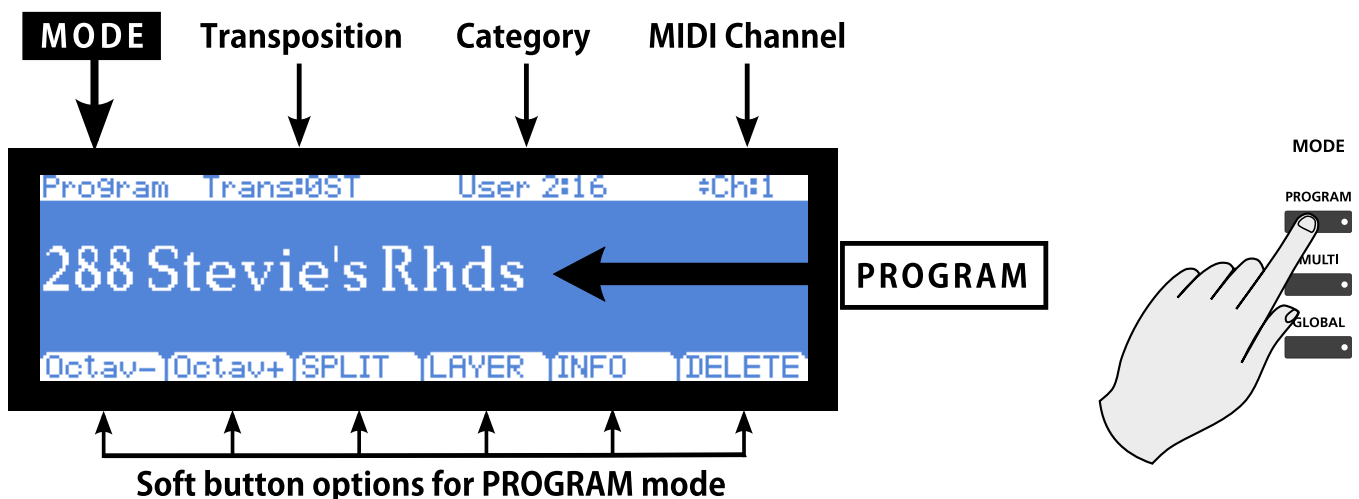 MODE Transposition Category MIDI Channel
Program Trans:0ST User 2:16 ÷Ch:1
288 Stevie's Rhds
PROGRAM
Octav- Octav+ SPLIT LAYER INFO DELETE
Soft button options for PROGRAM mode
MODE
PROGRAM
MULTI
GLOBAL